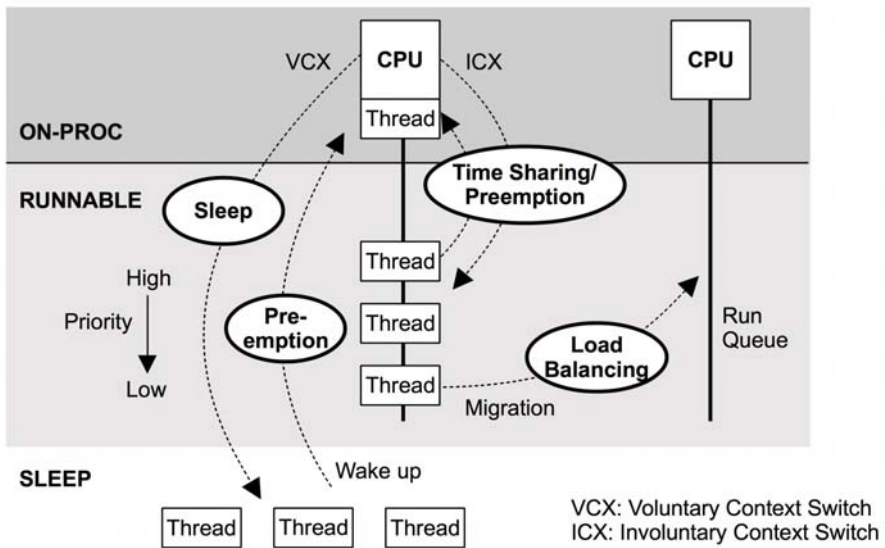 VCX
CPU
ICX
CPU
Thread
ON-PROC
Time Sharing/
Preemption
RUNNABLE
Sleep
Thread
High
Priority
Low
Pre-
emption
Thread
Run
Queue
Load
Balancing
Thread
Migration
SLEEP
Wake up
Thread
Thread
Thread
VCX: Voluntary Context Switch
ICX: Involuntary Context Switch